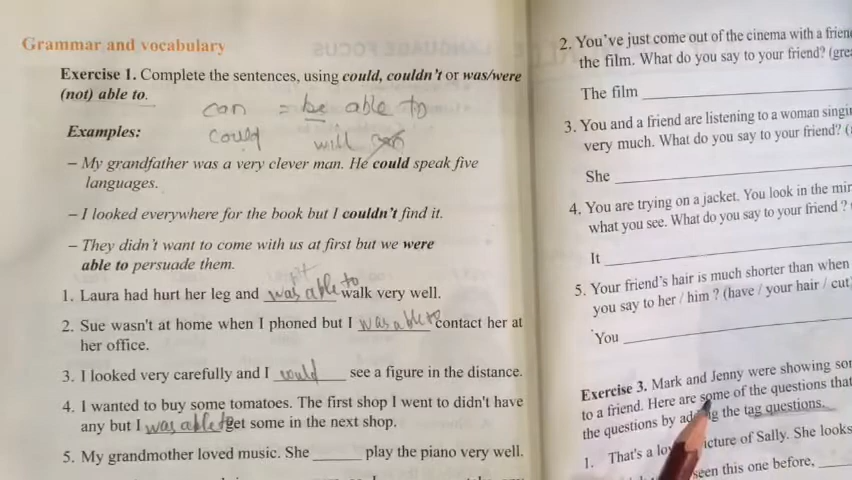 Grammar and vocabulary
Exercise 1. Complete the sentences, using could, couldn't or was/were
(not) able to.
can = be able to
Examples:
could will can
– My grandfather was a very clever man. He could speak five
languages.
– I looked everywhere for the book but I couldn't find it.
– They didn't want to come with us at first but we were
able to persuade them.
1. Laura had hurt her leg and was able to walk very well.
2. Sue wasn't at home when I phoned but I was able to contact her at
her office.
3. I looked very carefully and I could see a figure in the distance.
4. I wanted to buy some tomatoes. The first shop I went to didn't have
any but I was able to get some in the next shop.
5. My grandmother loved music. She ______ play the piano very well.
2. You've just come out of the cinema with a frien
the film. What do you say to your friend? (gre
The film
3. You and a friend are listening to a woman singi
very much. What do you say to your friend? (
She
4. You are trying on a jacket. You look in the mir
what you see. What do you say to your friend ?
It
5. Your friend's hair is much shorter than when
you say to her / him ? (have / your hair / cut
You
Exercise 3. Mark and Jenny were showing so
to a friend. Here are some of the questions that
the questions by adding the tag questions.
1. That's a lo icture of Sally. She looks
seen this one before,